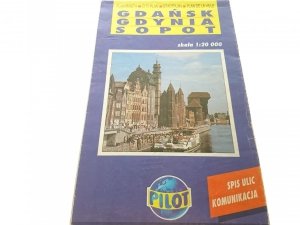 GDAŃSK
GDYNIA
SOPOT
skala 1:20 000
PILOT
SPIS ULIC
KOMUNIKACJA